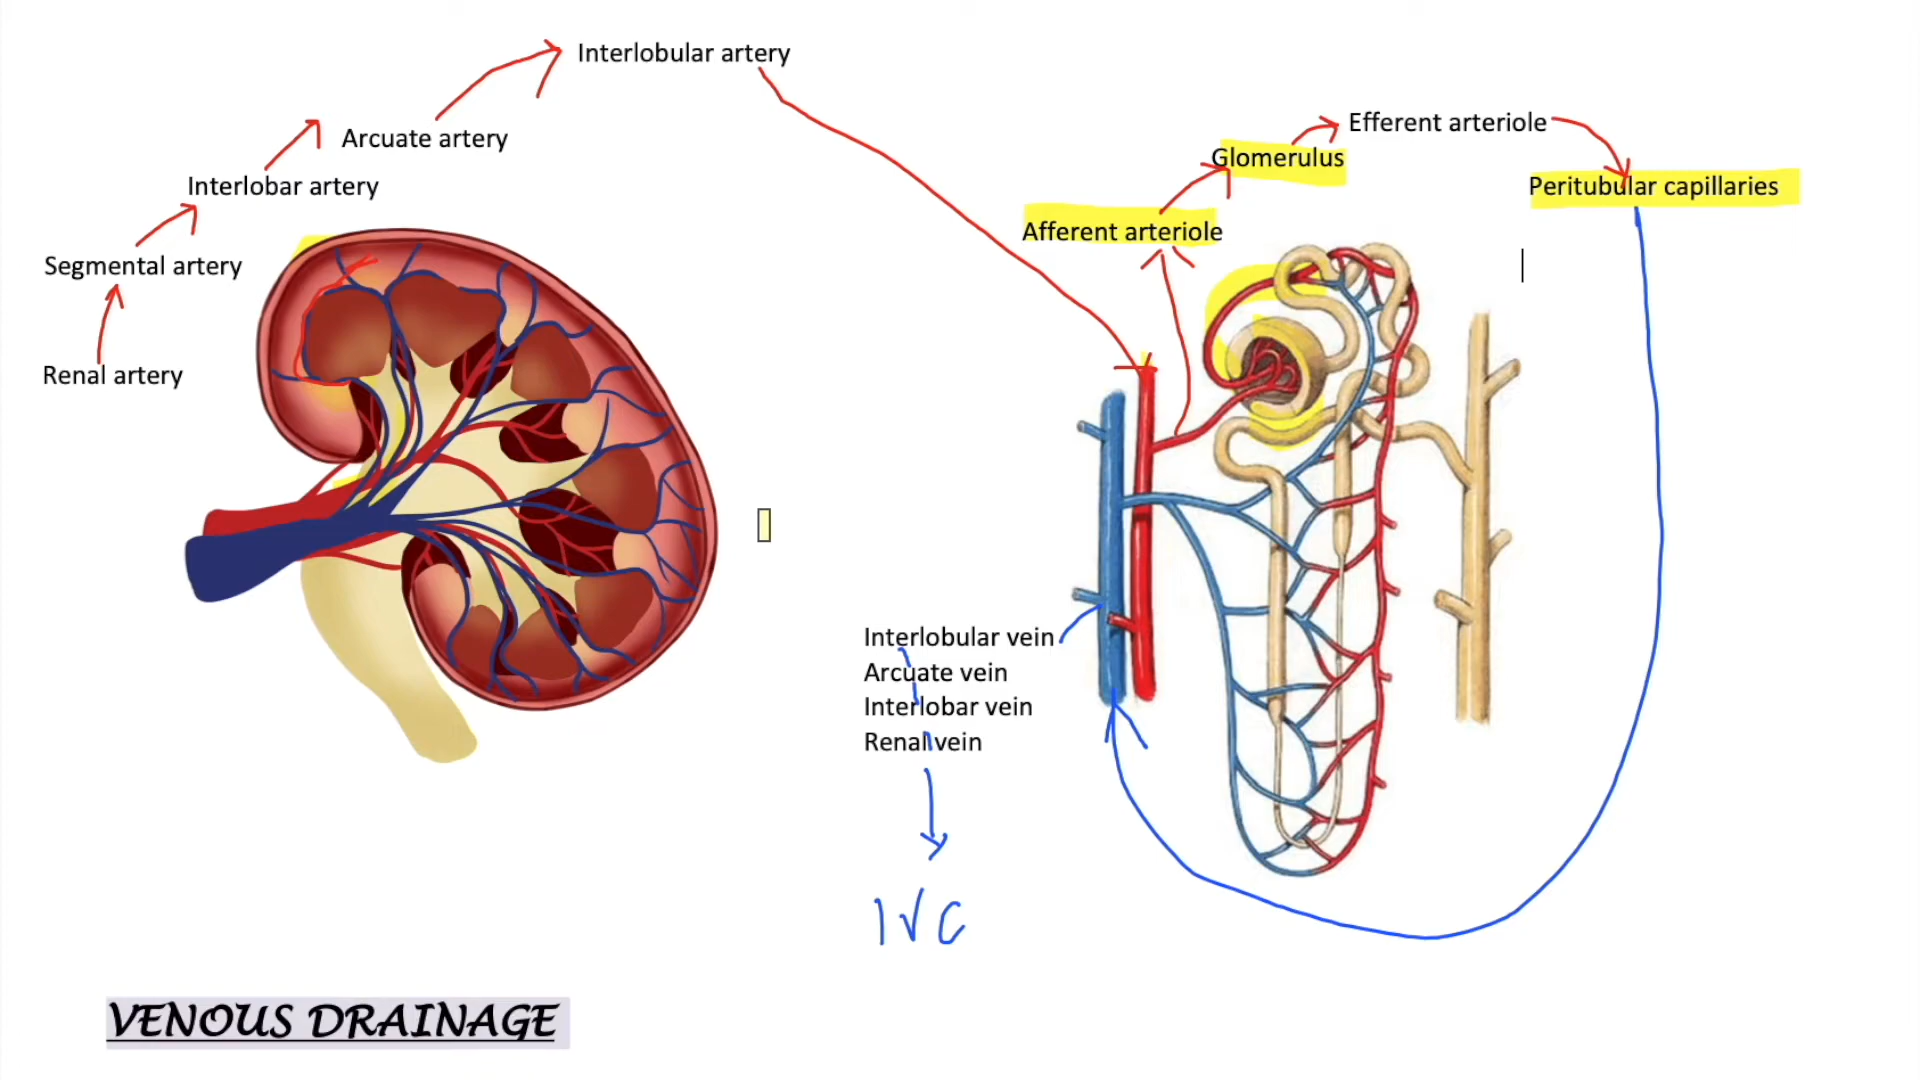 Interlobular artery
Arcuate artery
Interlobar artery
Segmental artery
Renal artery
Efferent arteriole
Glomerulus
Peritubular capillaries
Afferent arteriole
Interlobular vein
Arcuate vein
Interlobar vein
Renal vein
IVC
VENOUS DRAINAGE